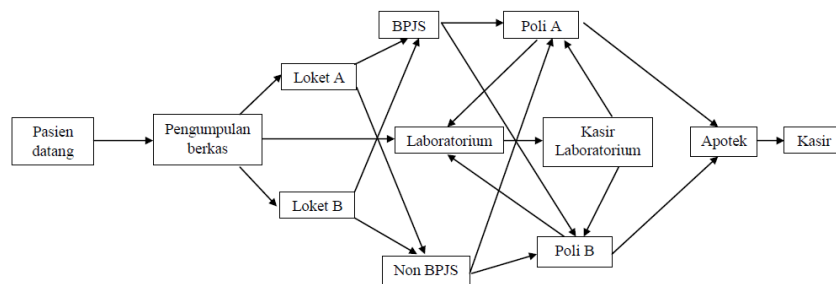 Pasien
datang
Pengumpulan
berkas
Loket A
Loket B
BPJS
Non BPJS
Laboratorium
Poli A
Kasir
Laboratorium
Poli B
Apotek
Kasir